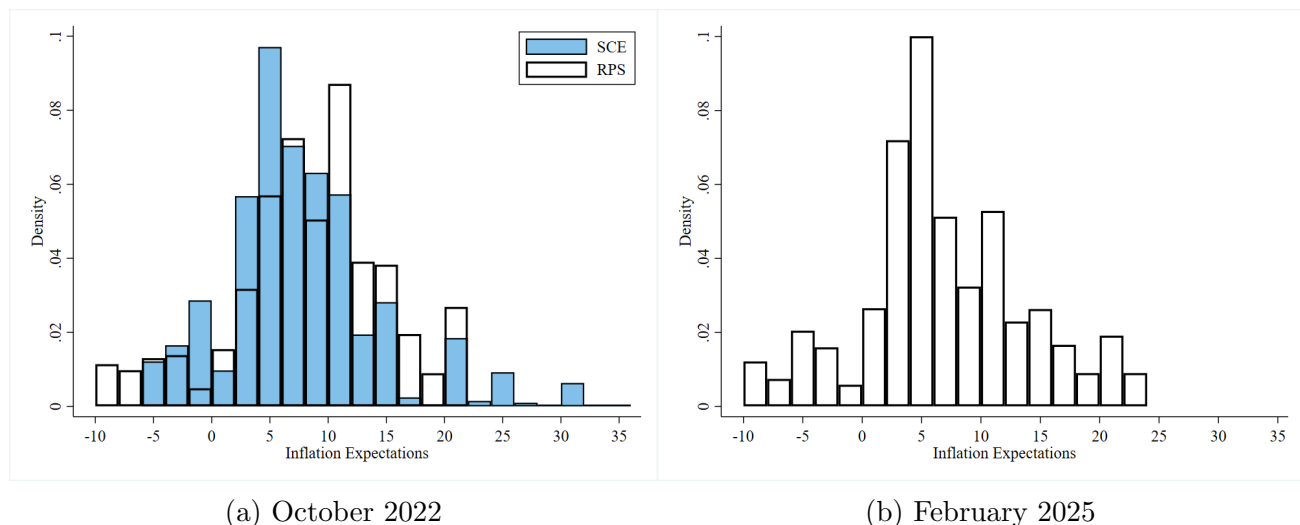 SCE
RPS
Density
0
.02
.04
.06
.08
.1
-10 -5 0 5 10 15 20 25 30 35
Inflation Expectations
(a) October 2022
Density
0
.02
.04
.06
.08
.1
-10 -5 0 5 10 15 20 25 30 35
Inflation Expectations
(b) February 2025